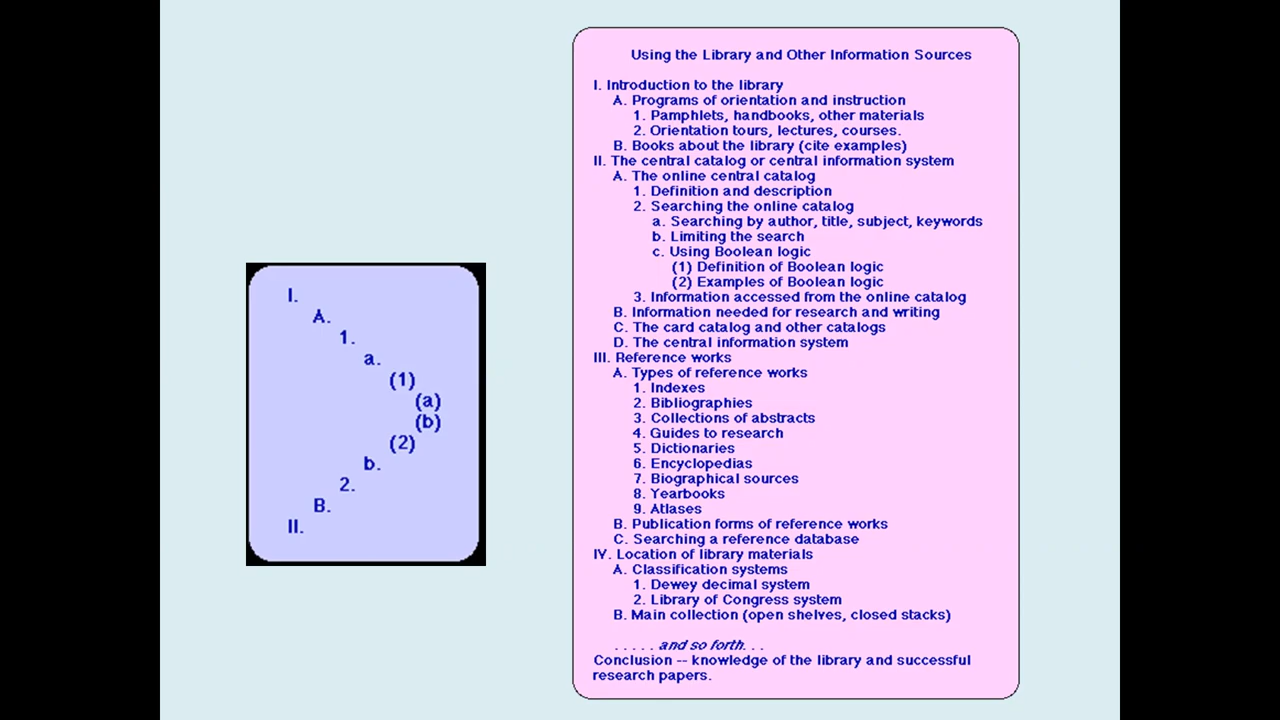 I.
A.
1.
a.
(1)
(a)
(b)
(2)
b.
2.
B.
II.
Using the Library and Other Information Sources
I. Introduction to the library
A. Programs of orientation and instruction
1. Pamphlets, handbooks, other materials
2. Orientation tours, lectures, courses.
B. Books about the library (cite examples)
II. The central catalog or central information system
A. The online central catalog
1. Definition and description
2. Searching the online catalog
a. Searching by author, title, subject, keywords
b. Limiting the search
c. Using Boolean logic
(1) Definition of Boolean logic
(2) Examples of Boolean logic
3. Information accessed from the online catalog
B. Information needed for research and writing
C. The card catalog and other catalogs
D. The central information system
III. Reference works
A. Types of reference works
1. Indexes
2. Bibliographies
3. Collections of abstracts
4. Guides to research
5. Dictionaries
6. Encyclopedias
7. Biographical sources
8. Yearbooks
9. Atlases
B. Publication forms of reference works
C. Searching a reference database
IV. Location of library materials
A. Classification systems
1. Dewey decimal system
2. Library of Congress system
B. Main collection (open shelves, closed stacks)
. . . . . and so forth. . .
Conclusion -- knowledge of the library and successful
research papers.